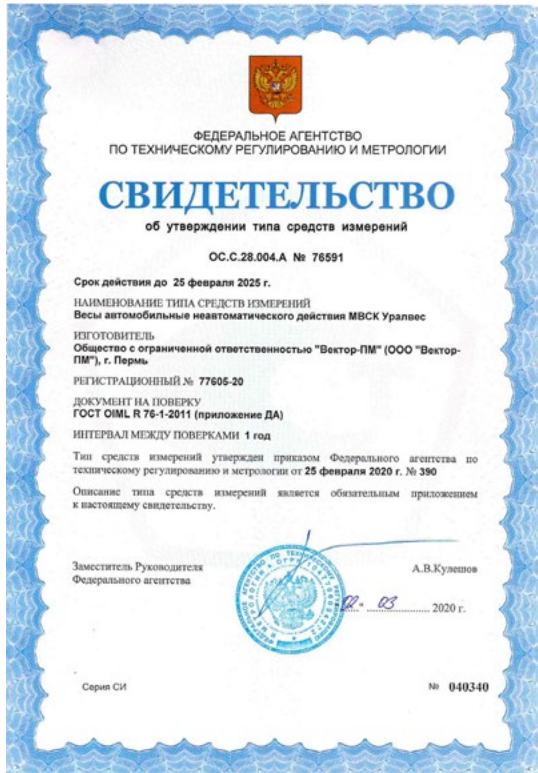 ФЕДЕРАЛЬНОЕ АГЕНТСТВО
ПО ТЕХНИЧЕСКОМУ РЕГУЛИРОВАНИЮ И МЕТРОЛОГИИ
СВИДЕТЕЛЬСТВО
об утверждении типа средств измерений
ОС.С.28.004.А № 76591
Срок действия до 25 февраля 2025 г.
НАИМЕНОВАНИЕ ТИПА СРЕДСТВ ИЗМЕРЕНИЙ
Весы автомобильные неавтоматического действия МВСК Уралвес
ИЗГОТОВИТЕЛЬ
Общество с ограниченной ответственностью "Вектор-ПМ" (ООО "Вектор-
ПМ"), г. Пермь
РЕГИСТРАЦИОННЫЙ № 77605-20
ДОКУМЕНТ НА ПОВЕРКУ
ГОСТ OIML R 76-1-2011 (приложение ДА)
ИНТЕРВАЛ МЕЖДУ ПОВЕРКАМИ 1 год
Тип средств измерений утвержден приказом Федерального агентства по
техническому регулированию и метрологии от 25 февраля 2020 г. № 390
Описание типа средств измерений является обязательным приложением
к настоящему свидетельству.
Заместитель Руководителя
Федерального агентства
А.В.Кулешов
02 . 03 2020 г.
Серия СИ
№ 040340